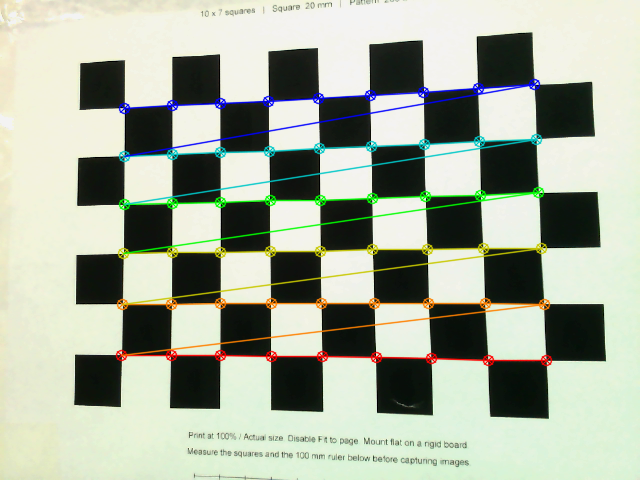 10 x 7 squares | Square 20 mm |
Print at 100% / Actual size. Disable Fit to page. Mount flat on a rigid board.
Measure the squares and the 100 mm ruler below before capturing images.